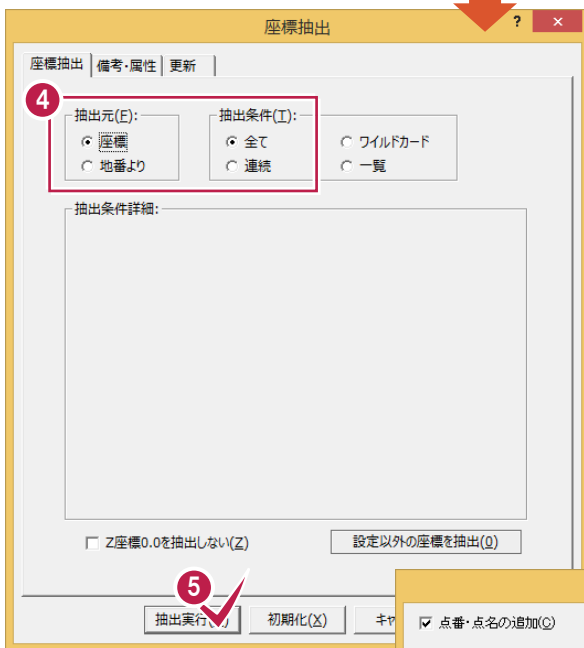 座標抽出 ? ×
座標抽出 備考・属性 更新
4
抽出元(F): 抽出条件(T):
座標 全て ワイルドカード
地番より 連続 一覧
抽出条件詳細:
Z座標0.0を抽出しない(Z) 設定以外の座標を抽出(O)
5
抽出実行 初期化(X) キャ
点番・点名の追加(C)